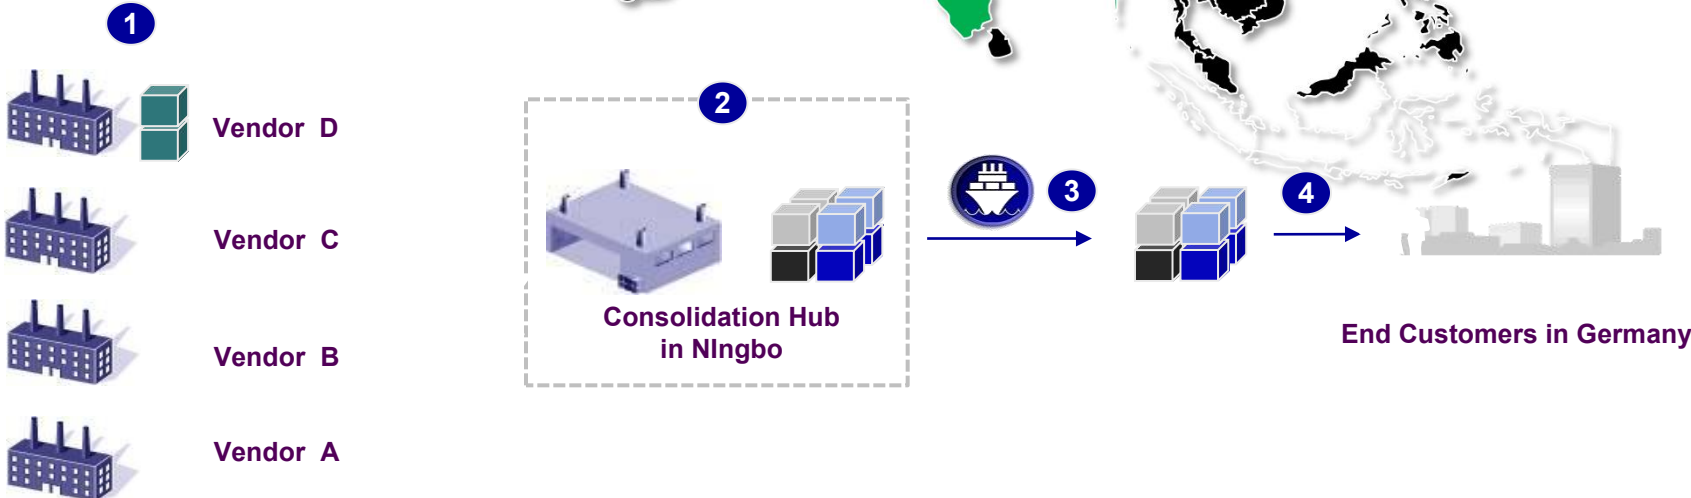 1
Vendor D
Vendor C
Vendor B
Vendor A
2
Consolidation Hub
in NIngbo
3
4
End Customers in Germany